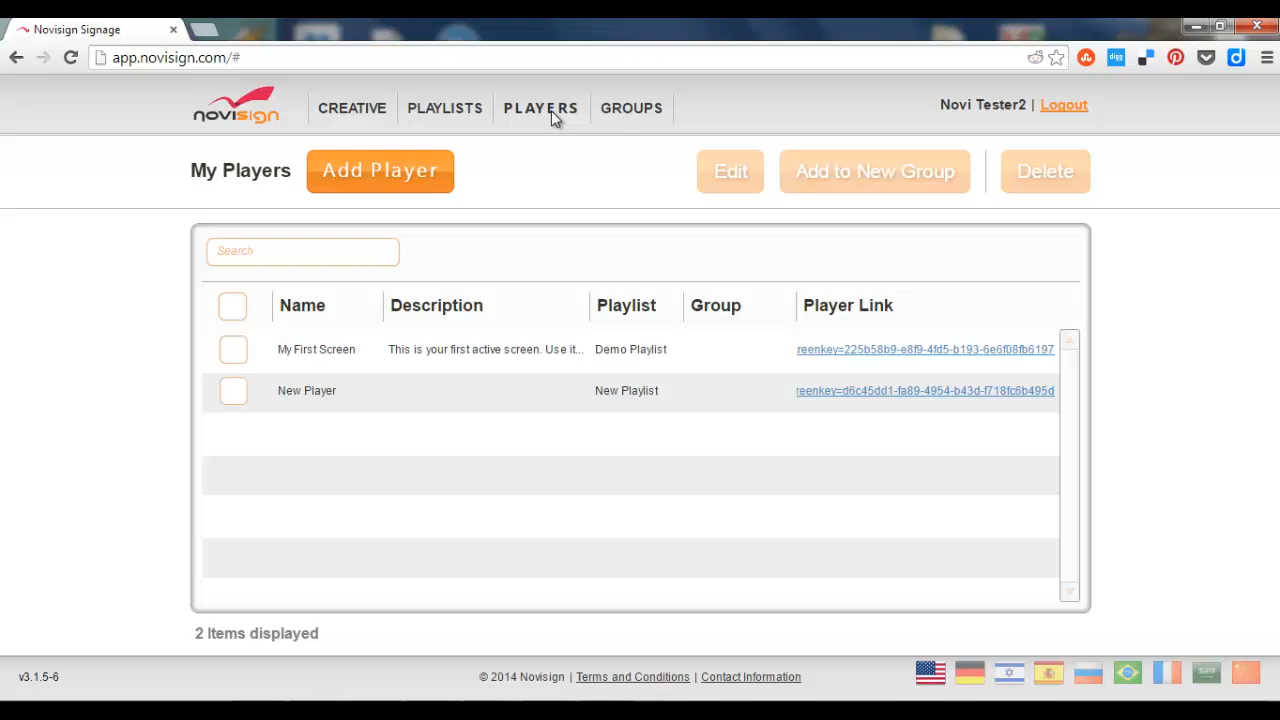 Novisign Signage
app.novisign.com/#
novisign
CREATIVE
PLAYLISTS
PLAYERS
GROUPS
Novi Tester2 | Logout
My Players
Add Player
Edit
Add to New Group
Delete
Search
Name
Description
Playlist
Group
Player Link
My First Screen
This is your first active screen. Use it...
Demo Playlist
reenkey=225b58b9-e8f9-4fd5-b193-6e6f08fb6197
New Player
New Playlist
reenkey=d6c45dd1-fa89-4954-b43d-f718fc6b495d
2 Items displayed
v3.1.5-6
© 2014 Novisign | Terms and Conditions | Contact Information